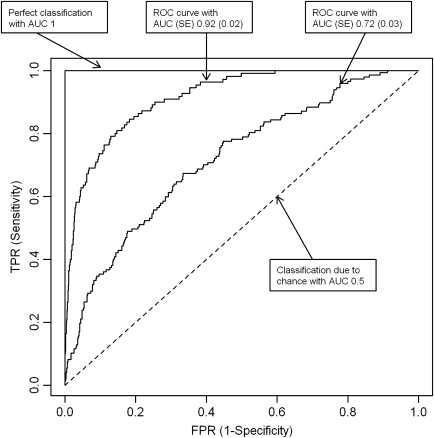 Perfect classification
with AUC 1
ROC curve with
AUC (SE) 0.92 (0.02)
ROC curve with
AUC (SE) 0.72 (0.03)
1.0
0.8
0.6
0.4
0.2
0.0
TPR (Sensitivity)
Classification due to
chance with AUC 0.5
0.0 0.2 0.4 0.6 0.8 1.0
FPR (1-Specificity)